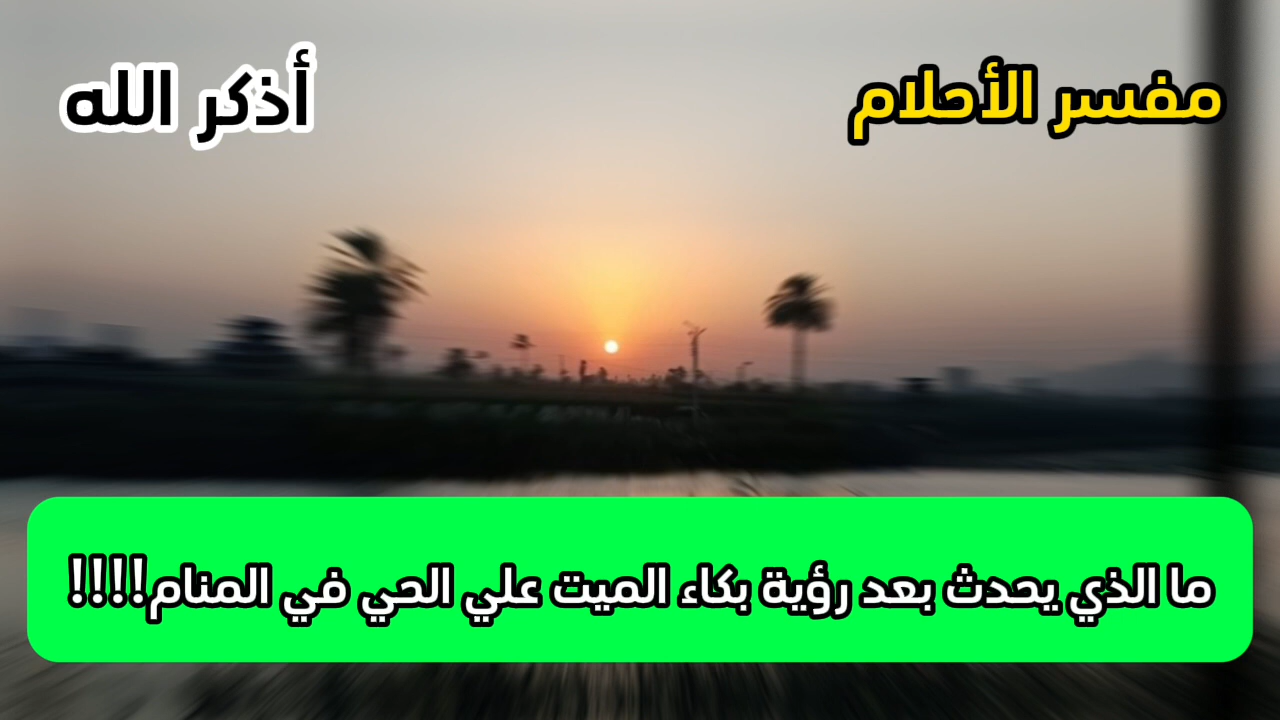 مفسر الأحلام
أذكر الله
ما الذي يحدث بعد رؤية بكاء الميت علي الحي في المنام!!!!